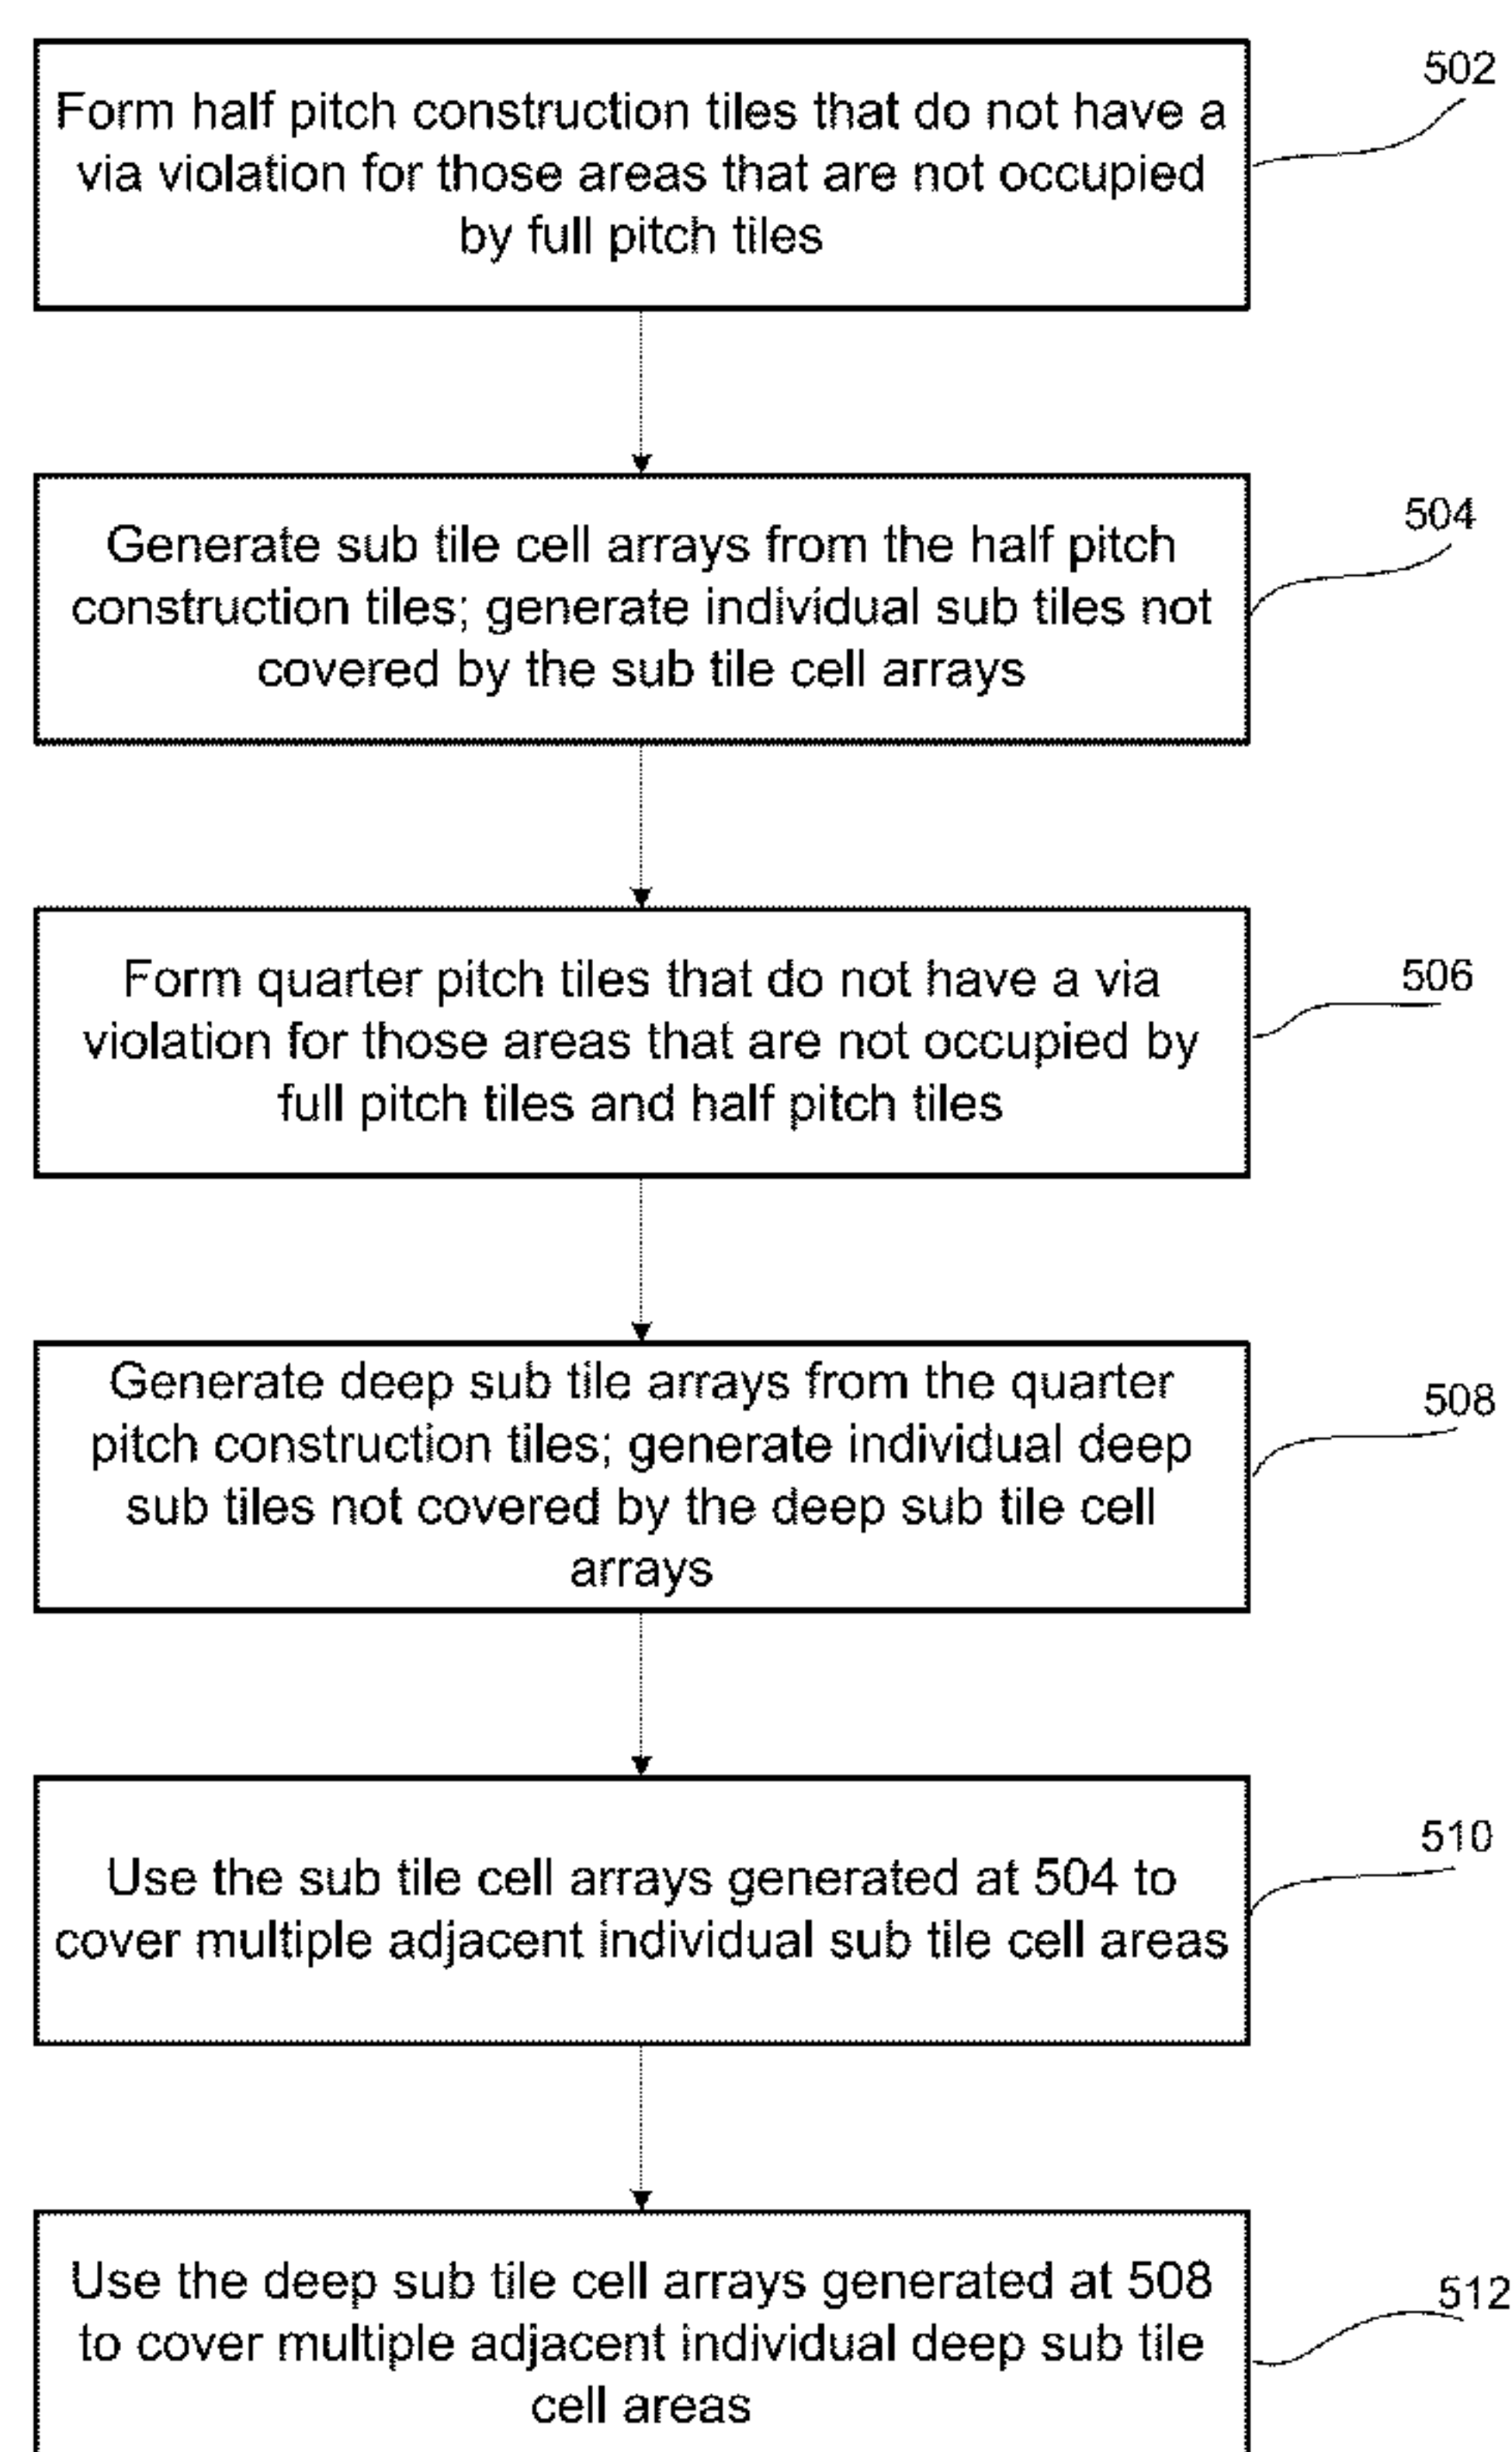 502
Form half pitch construction tiles that do not have a
via violation for those areas that are not occupied
by full pitch tiles
504
Generate sub tile cell arrays from the half pitch
construction tiles; generate individual sub tiles not
covered by the sub tile cell arrays
506
Form quarter pitch tiles that do not have a via
violation for those areas that are not occupied by
full pitch tiles and half pitch tiles
508
Generate deep sub tile arrays from the quarter
pitch construction tiles; generate individual deep
sub tiles not covered by the deep sub tile cell
arrays
510
Use the sub tile cell arrays generated at 504 to
cover multiple adjacent individual sub tile cell areas
512
Use the deep sub tile cell arrays generated at 508
to cover multiple adjacent individual deep sub tile
cell areas